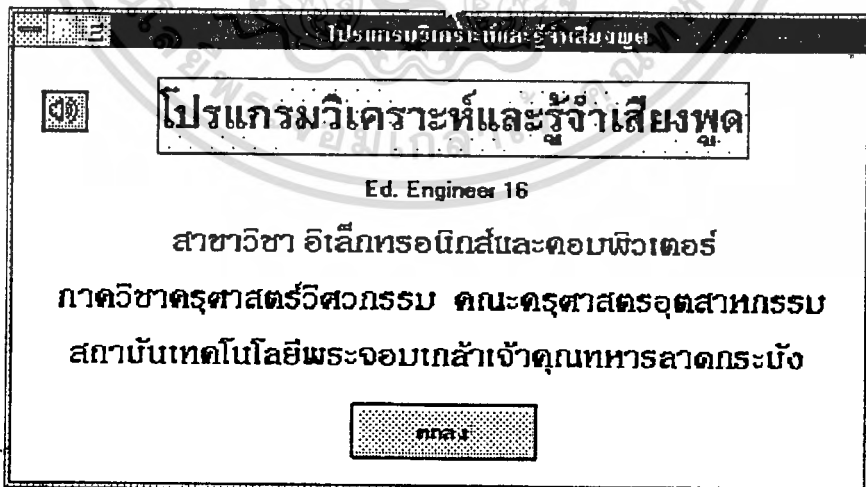 โปรแกรมวิเคราะห์และรู้จำเสียงพูด
โปรแกรมวิเคราะห์และรู้จำเสียงพูด
Ed. Engineer 16
สาขาวิชา อิเล็กทรอนิกส์และคอมพิวเตอร์
ภาควิชาครุศาสตร์วิศวกรรม คณะครุศาสตรอุตสาหกรรม
สถาบันเทคโนโลยีพระจอมเกล้าเจ้าคุณทหารลาดกระบัง
ตกลง